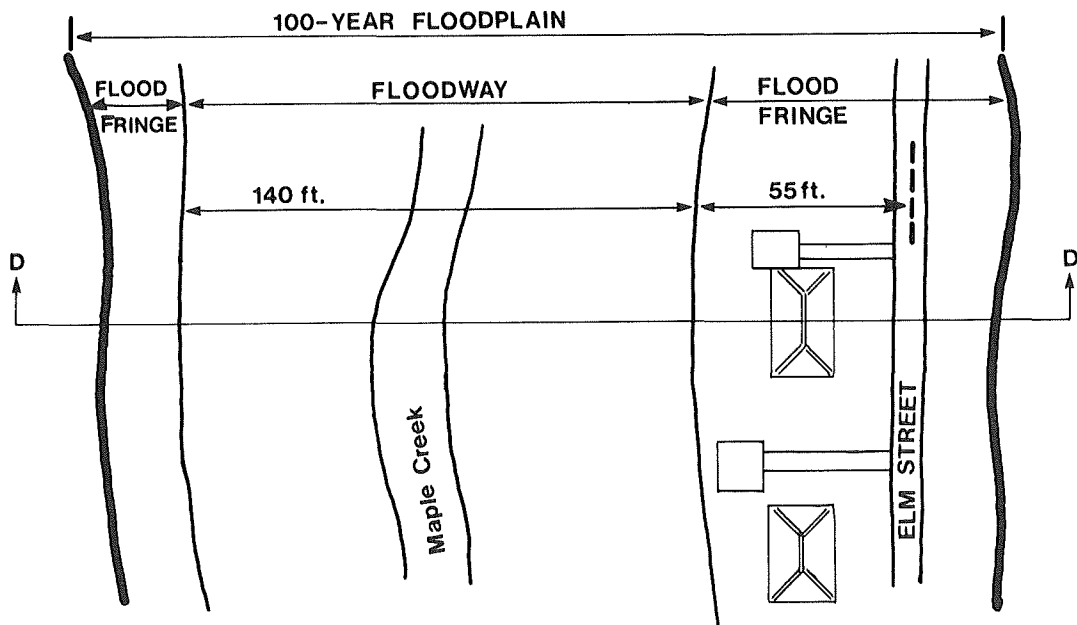 100-YEAR FLOODPLAIN
FLOOD
FRINGE
FLOODWAY
FLOOD
FRINGE
140 ft.
55 ft.
D
D
Maple Creek
ELM STREET